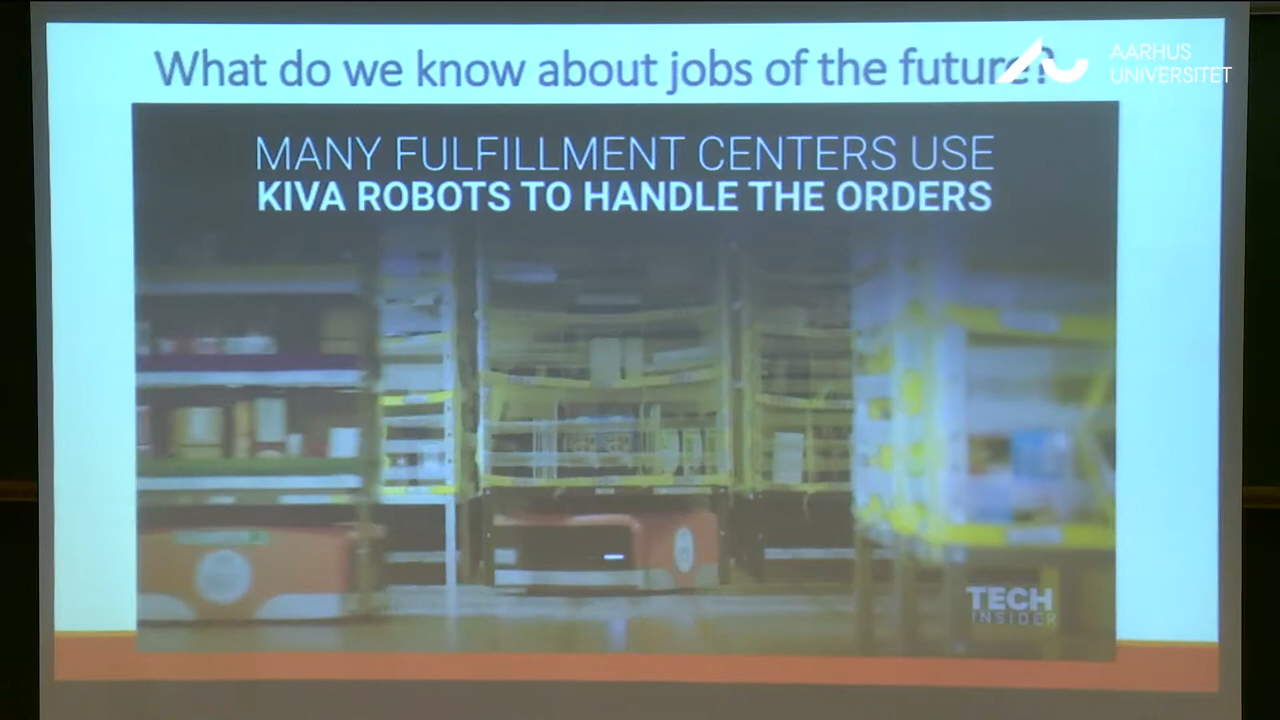 What do we know about jobs of the future?
AARHUS
UNIVERSITET
MANY FULFILLMENT CENTERS USE
KIVA ROBOTS TO HANDLE THE ORDERS
TECH
INSIDER